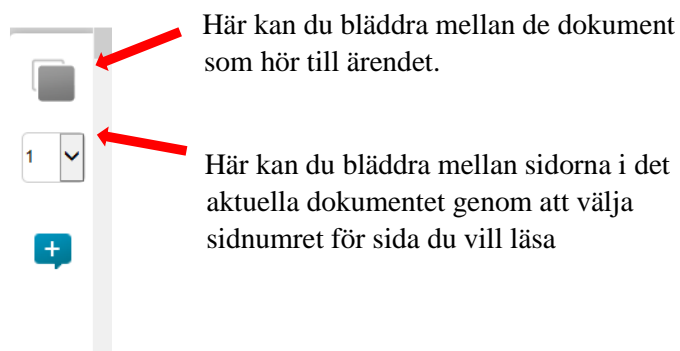 Här kan du bläddra mellan de dokument
som hör till ärendet.
1
Här kan du bläddra mellan sidorna i det
aktuella dokumentet genom att välja
sidnumret för sida du vill läsa